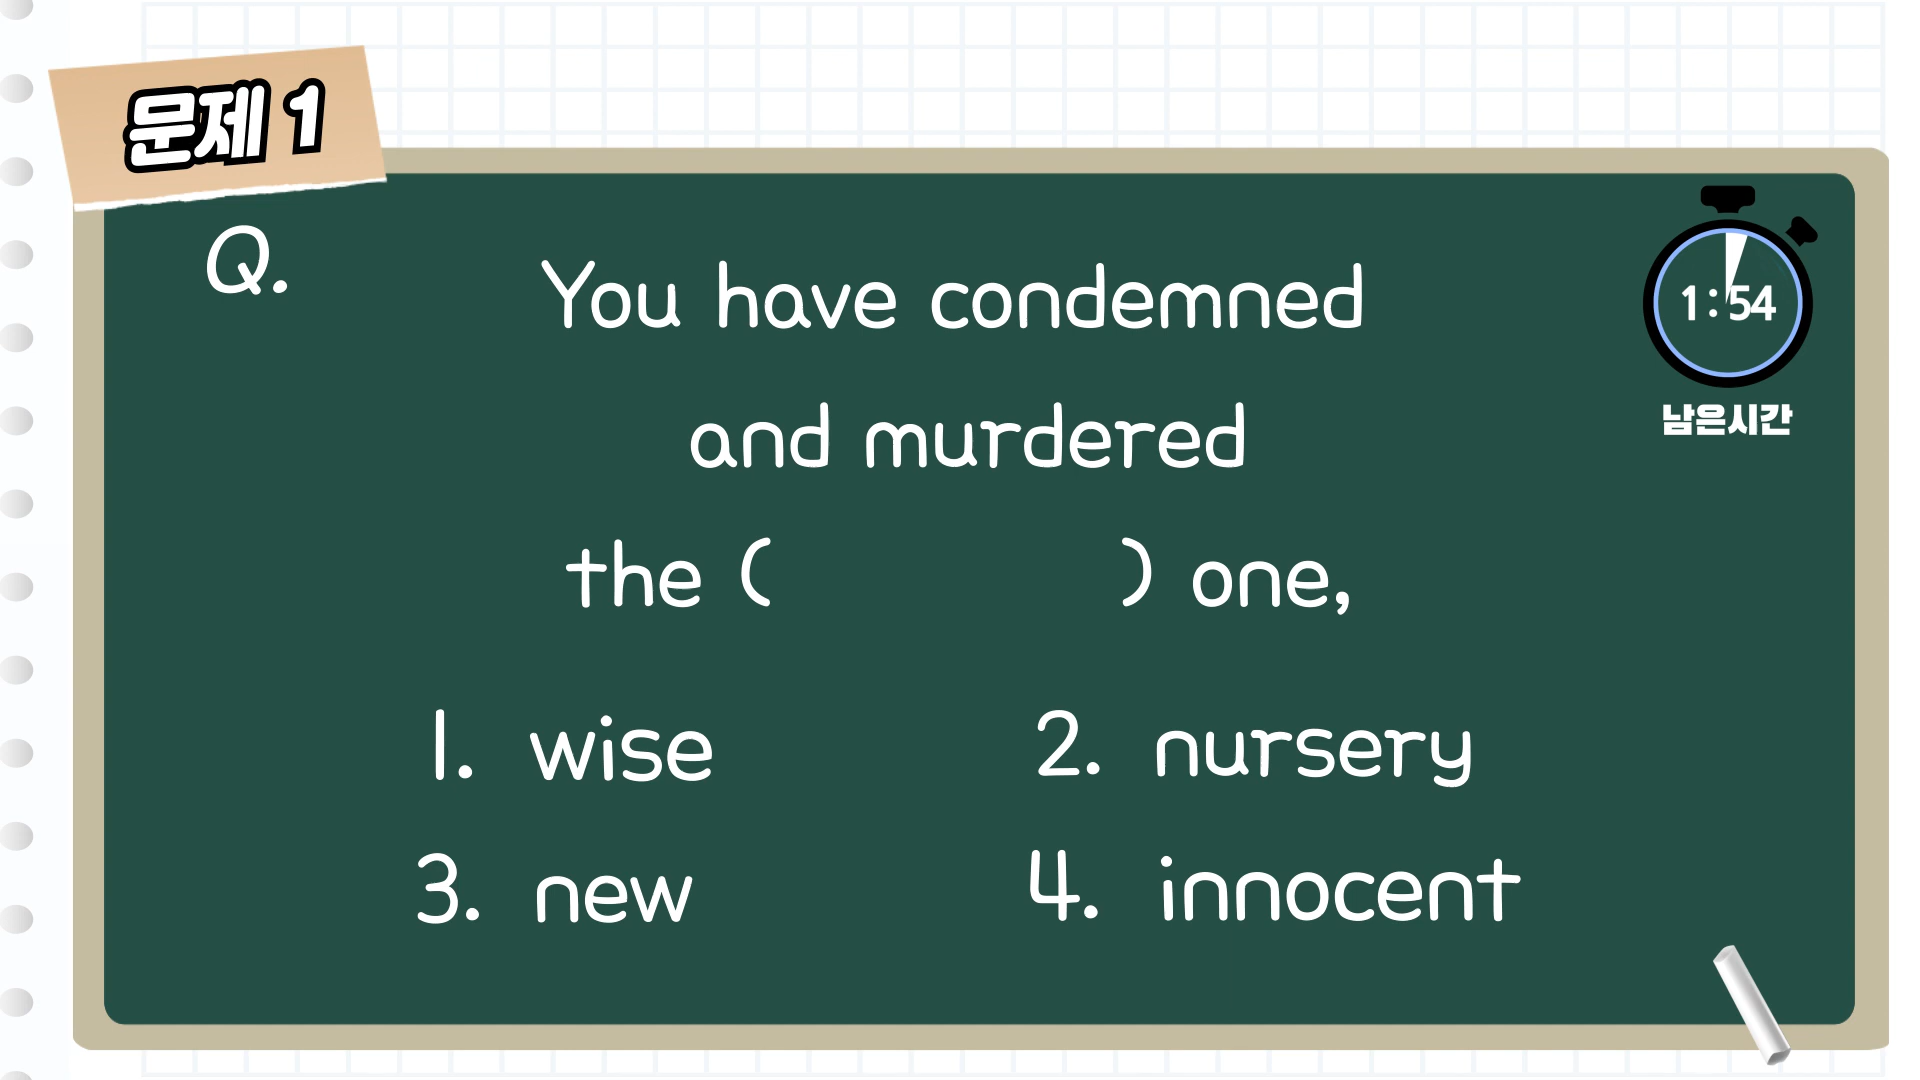 문제 1
Q. You have condemned
and murdered
the ( ) one,
1. wise 2. nursery
3. new 4. innocent
1:54
남은시간